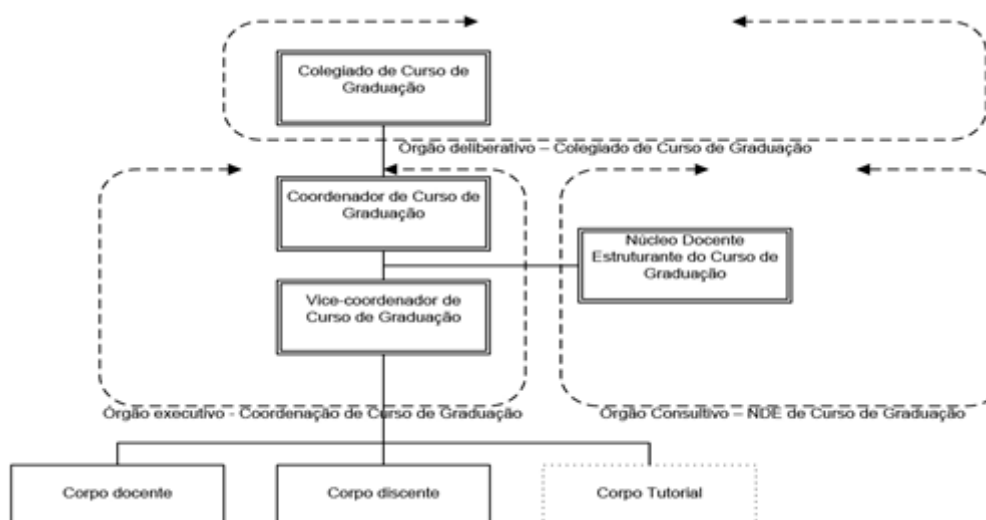 Colegiado de Curso de
Graduação
Órgão deliberativo – Colegiado de Curso de Graduação
Coordenador de Curso de
Graduação
Núcleo Docente
Estruturante do Curso de
Graduação
Vice-coordenador de
Curso de Graduação
Órgão executivo - Coordenação de Curso de Graduação
Órgão Consultivo – NDE de Curso de Graduação
Corpo docente
Corpo discente
Corpo Tutorial